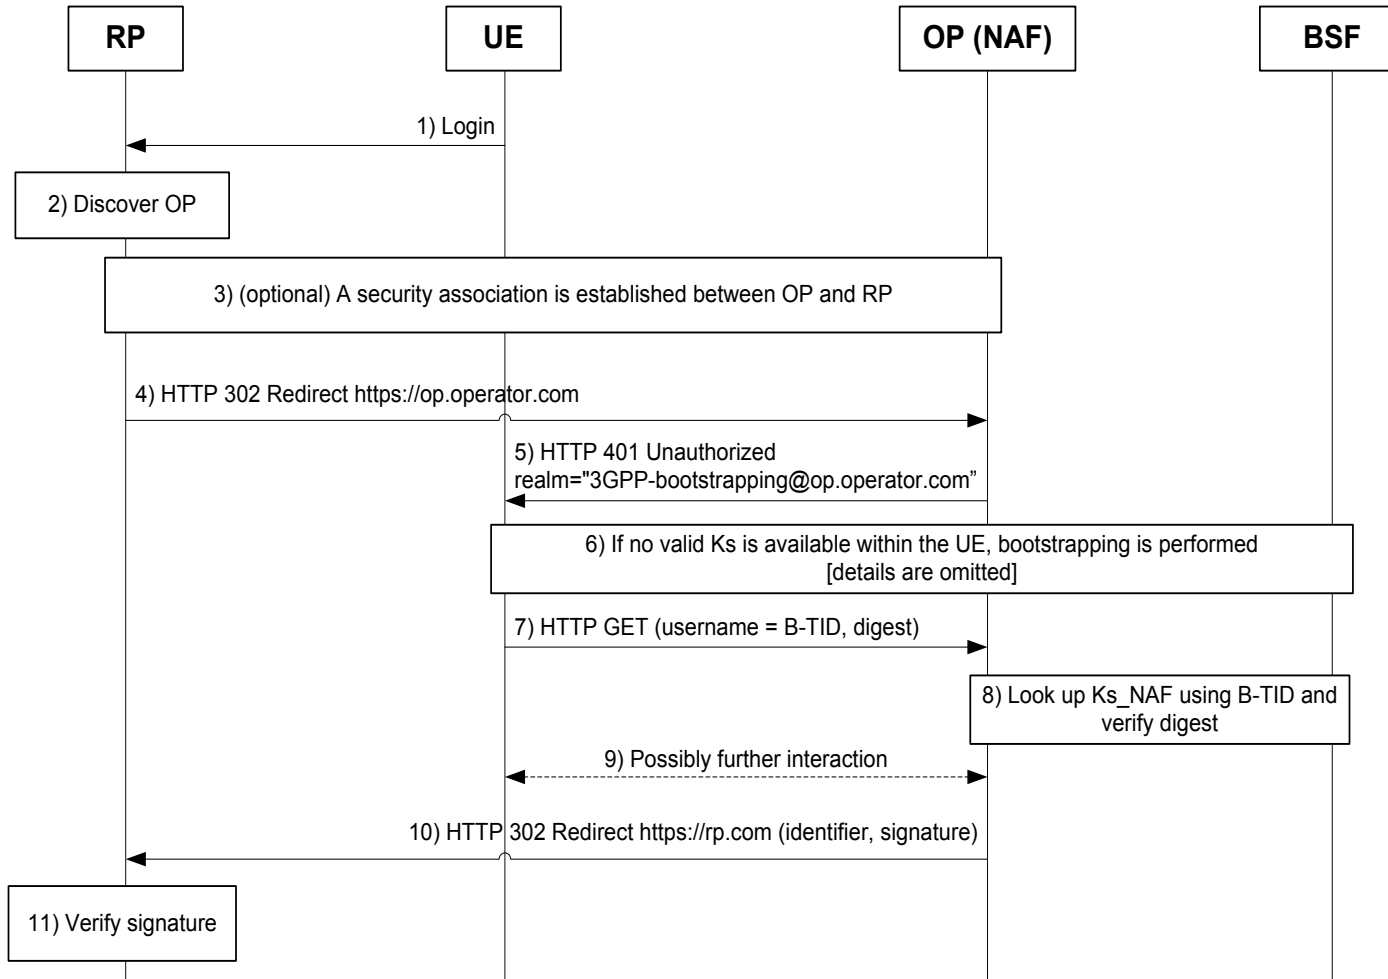 RP
UE
OP (NAF)
BSF
1) Login
2) Discover OP
3) (optional) A security association is established between OP and RP
4) HTTP 302 Redirect https://op.operator.com
5) HTTP 401 Unauthorized
realm="3GPP-bootstrapping@op.operator.com”
6) If no valid Ks is available within the UE, bootstrapping is performed
[details are omitted]
7) HTTP GET (username = B-TID, digest)
8) Look up Ks_NAF using B-TID and
verify digest
9) Possibly further interaction
10) HTTP 302 Redirect https://rp.com (identifier, signature)
11) Verify signature